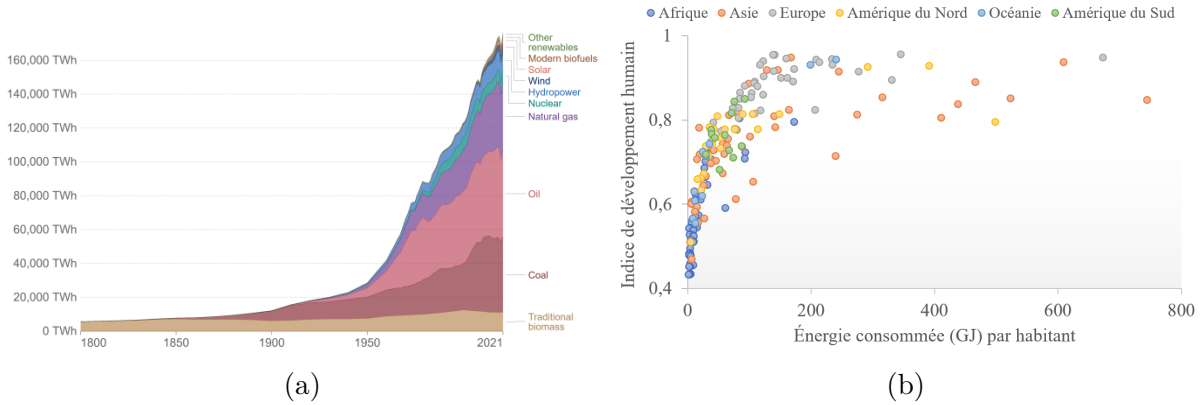 Other
renewables
Modern biofuels
Solar
Wind
Hydropower
Nuclear
Natural gas
Oil
Coal
Traditional
biomass
160,000 TWh
140,000 TWh
120,000 TWh
100,000 TWh
80,000 TWh
60,000 TWh
40,000 TWh
20,000 TWh
0 TWh
1800 1850 1900 1950 2021
(a)
Afrique Asie Europe Amérique du Nord Océanie Amérique du Sud
Indice de développement humain
1
0,8
0,6
0,4
0 200 400 600 800
Énergie consommée (GJ) par habitant
(b)